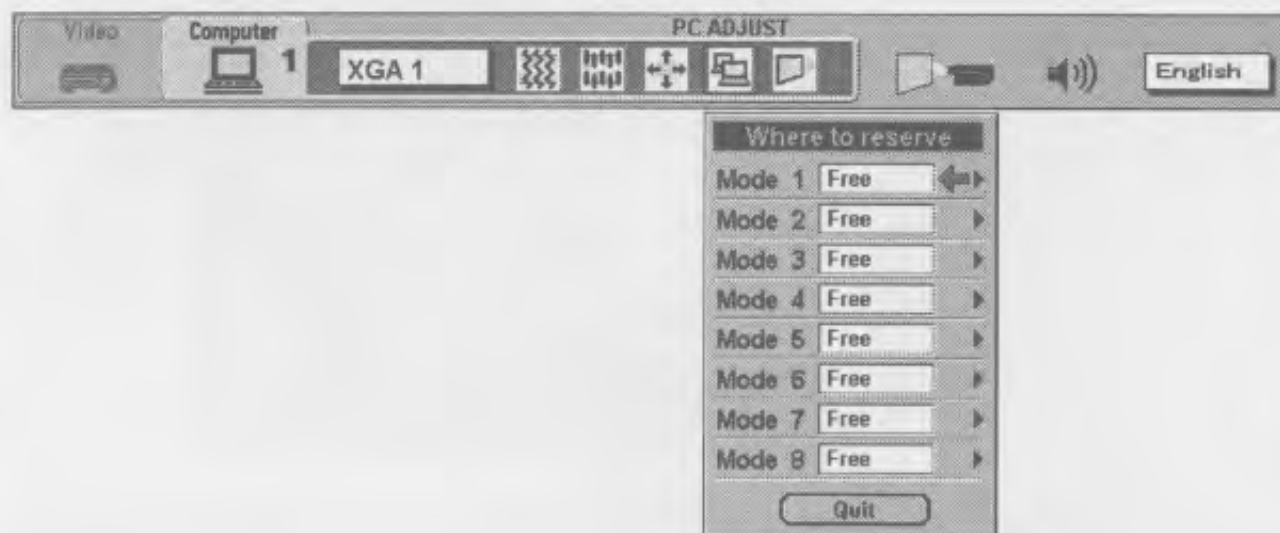 Video
Computer
1
PC ADJUST
XGA 1
English
Where to reserve
Mode 1 Free
Mode 2 Free
Mode 3 Free
Mode 4 Free
Mode 5 Free
Mode 6 Free
Mode 7 Free
Mode 8 Free
Quit